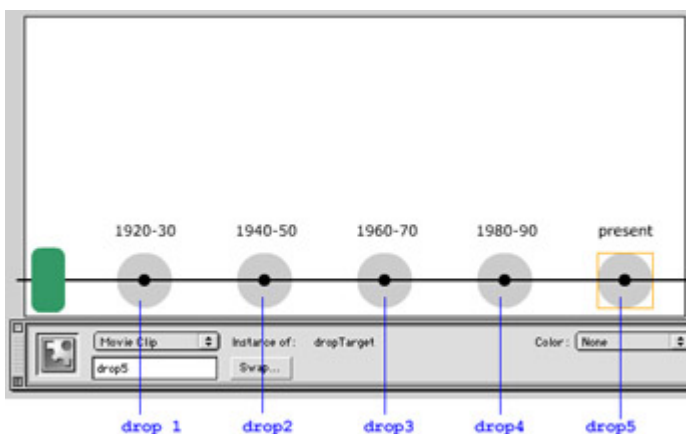 1920-30 1940-50 1960-70 1980-90 present
Movie Clip Instance of: dropTarget Color: None
drop5 Swap...
drop 1 drop2 drop3 drop4 drop5